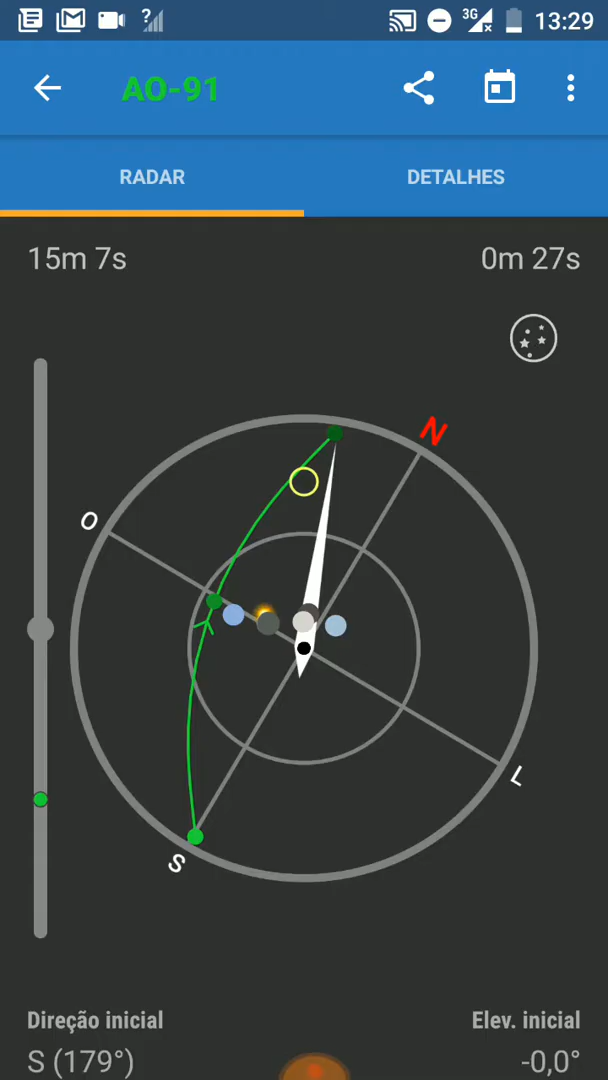 ? 3G 13:29
AO-91
RADAR DETALHES
15m 7s 0m 27s
N
O
L
S
Direção inicial Elev. inicial
S (179°) -0,0°